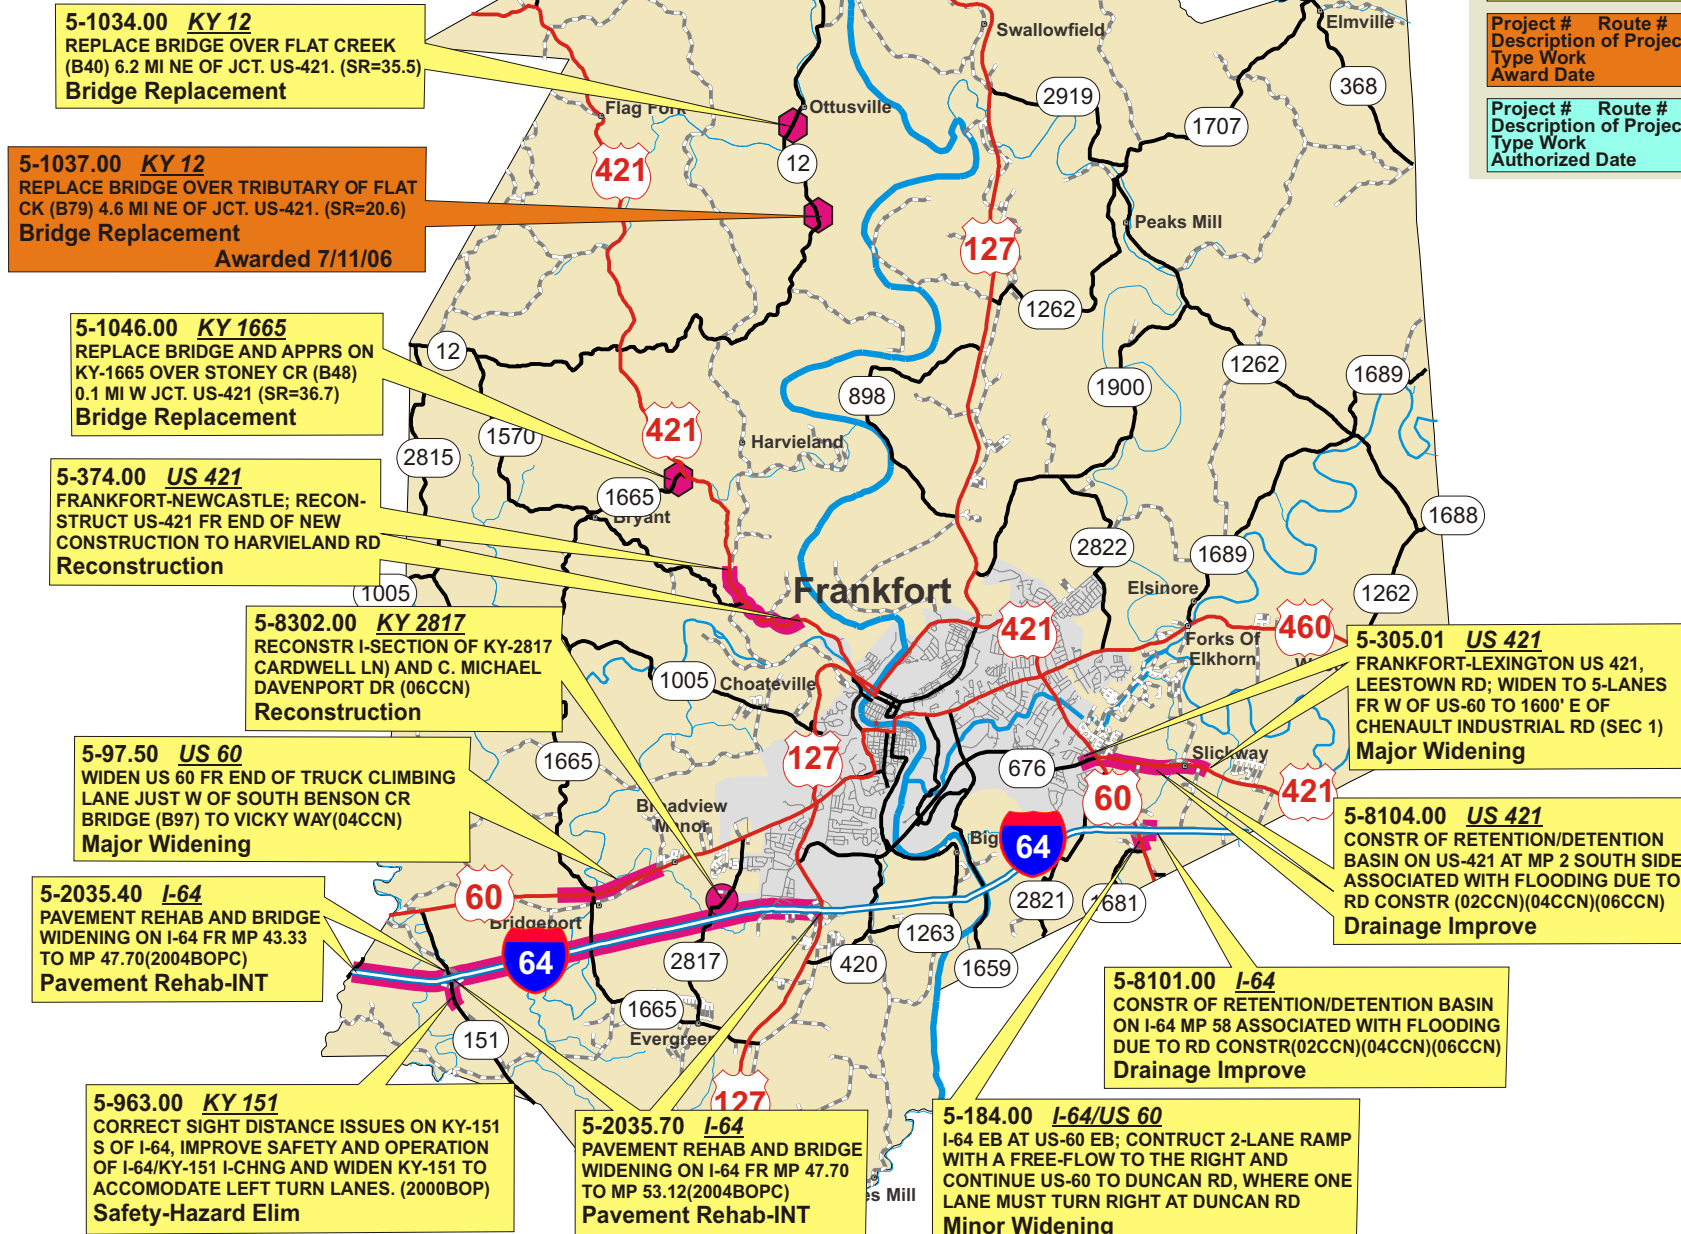 5-1034.00 KY 12
REPLACE BRIDGE OVER FLAT CREEK
(B40) 6.2 MI NE OF JCT. US-421. (SR=35.5)
Bridge Replacement
5-1037.00 KY 12
REPLACE BRIDGE OVER TRIBUTARY OF FLAT
CK (B79) 4.6 MI NE OF JCT. US-421. (SR=20.6)
Bridge Replacement
Awarded 7/11/06
5-1046.00 KY 1665
REPLACE BRIDGE AND APPRS ON
KY-1665 OVER STONEY CR (B48)
0.1 MI W JCT. US-421 (SR=36.7)
Bridge Replacement
5-374.00 US 421
FRANKFORT-NEWCASTLE; RECON-
STRUCT US-421 FR END OF NEW
CONSTRUCTION TO HARVIELAND RD
Reconstruction
5-8302.00 KY 2817
RECONSTR I-SECTION OF KY-2817
CARDWELL LN) AND C. MICHAEL
DAVENPORT DR (06CCN)
Reconstruction
5-97.50 US 60
WIDEN US 60 FR END OF TRUCK CLIMBING
LANE JUST W OF SOUTH BENSON CR
BRIDGE (B97) TO VICKY WAY(04CCN)
Major Widening
5-2035.40 I-64
PAVEMENT REHAB AND BRIDGE
WIDENING ON I-64 FR MP 43.33
TO MP 47.70(2004BOPC)
Pavement Rehab-INT
5-963.00 KY 151
CORRECT SIGHT DISTANCE ISSUES ON KY-151
S OF I-64, IMPROVE SAFETY AND OPERATION
OF I-64/KY-151 I-CHNG AND WIDEN KY-151 TO
ACCOMODATE LEFT TURN LANES. (2000BOP)
Safety-Hazard Elim
5-2035.70 I-64
PAVEMENT REHAB AND BRIDGE
WIDENING ON I-64 FR MP 47.70
TO MP 53.12(2004BOPC)
Pavement Rehab-INT
5-184.00 I-64/US 60
I-64 EB AT US-60 EB; CONTRUCT 2-LANE RAMP
WITH A FREE-FLOW TO THE RIGHT AND
CONTINUE US-60 TO DUNCAN RD, WHERE ONE
LANE MUST TURN RIGHT AT DUNCAN RD
Minor Widening
5-8101.00 I-64
CONSTR OF RETENTION/DETENTION BASIN
ON I-64 MP 58 ASSOCIATED WITH FLOODING
DUE TO RD CONSTR(02CCN)(04CCN)(06CCN)
Drainage Improve
5-8104.00 US 421
CONSTR OF RETENTION/DETENTION
BASIN ON US-421 AT MP 2 SOUTH SIDE
ASSOCIATED WITH FLOODING DUE TO
RD CONSTR (02CCN)(04CCN)(06CCN)
Drainage Improve
5-305.01 US 421
FRANKFORT-LEXINGTON US 421,
LEESTOWN RD; WIDEN TO 5-LANES
FR W OF US-60 TO 1600' E OF
CHENAULT INDUSTRIAL RD (SEC 1)
Major Widening
Project # Route #
Description of Projec
Type Work
Award Date
Project # Route #
Description of Projec
Type Work
Authorized Date
Swallowfield
Elmville
Flag Fork
Ottusville
2919
368
1707
421
12
Peaks Mill
127
1262
12
1262
1689
898
1900
421
1570
Harvieland
2815
1665
Bryant
1688
2822
1689
1005
Frankfort
Elsinore
1262
421
460
Forks Of
Elkhorn
1005
Choateville
127
1665
676
Slickway
60
421
Broadview
Manor
Big
64
60
Bridgeport
2821
1681
64
2817
420
1263
1659
1665
Evergreen
151
127
es Mill